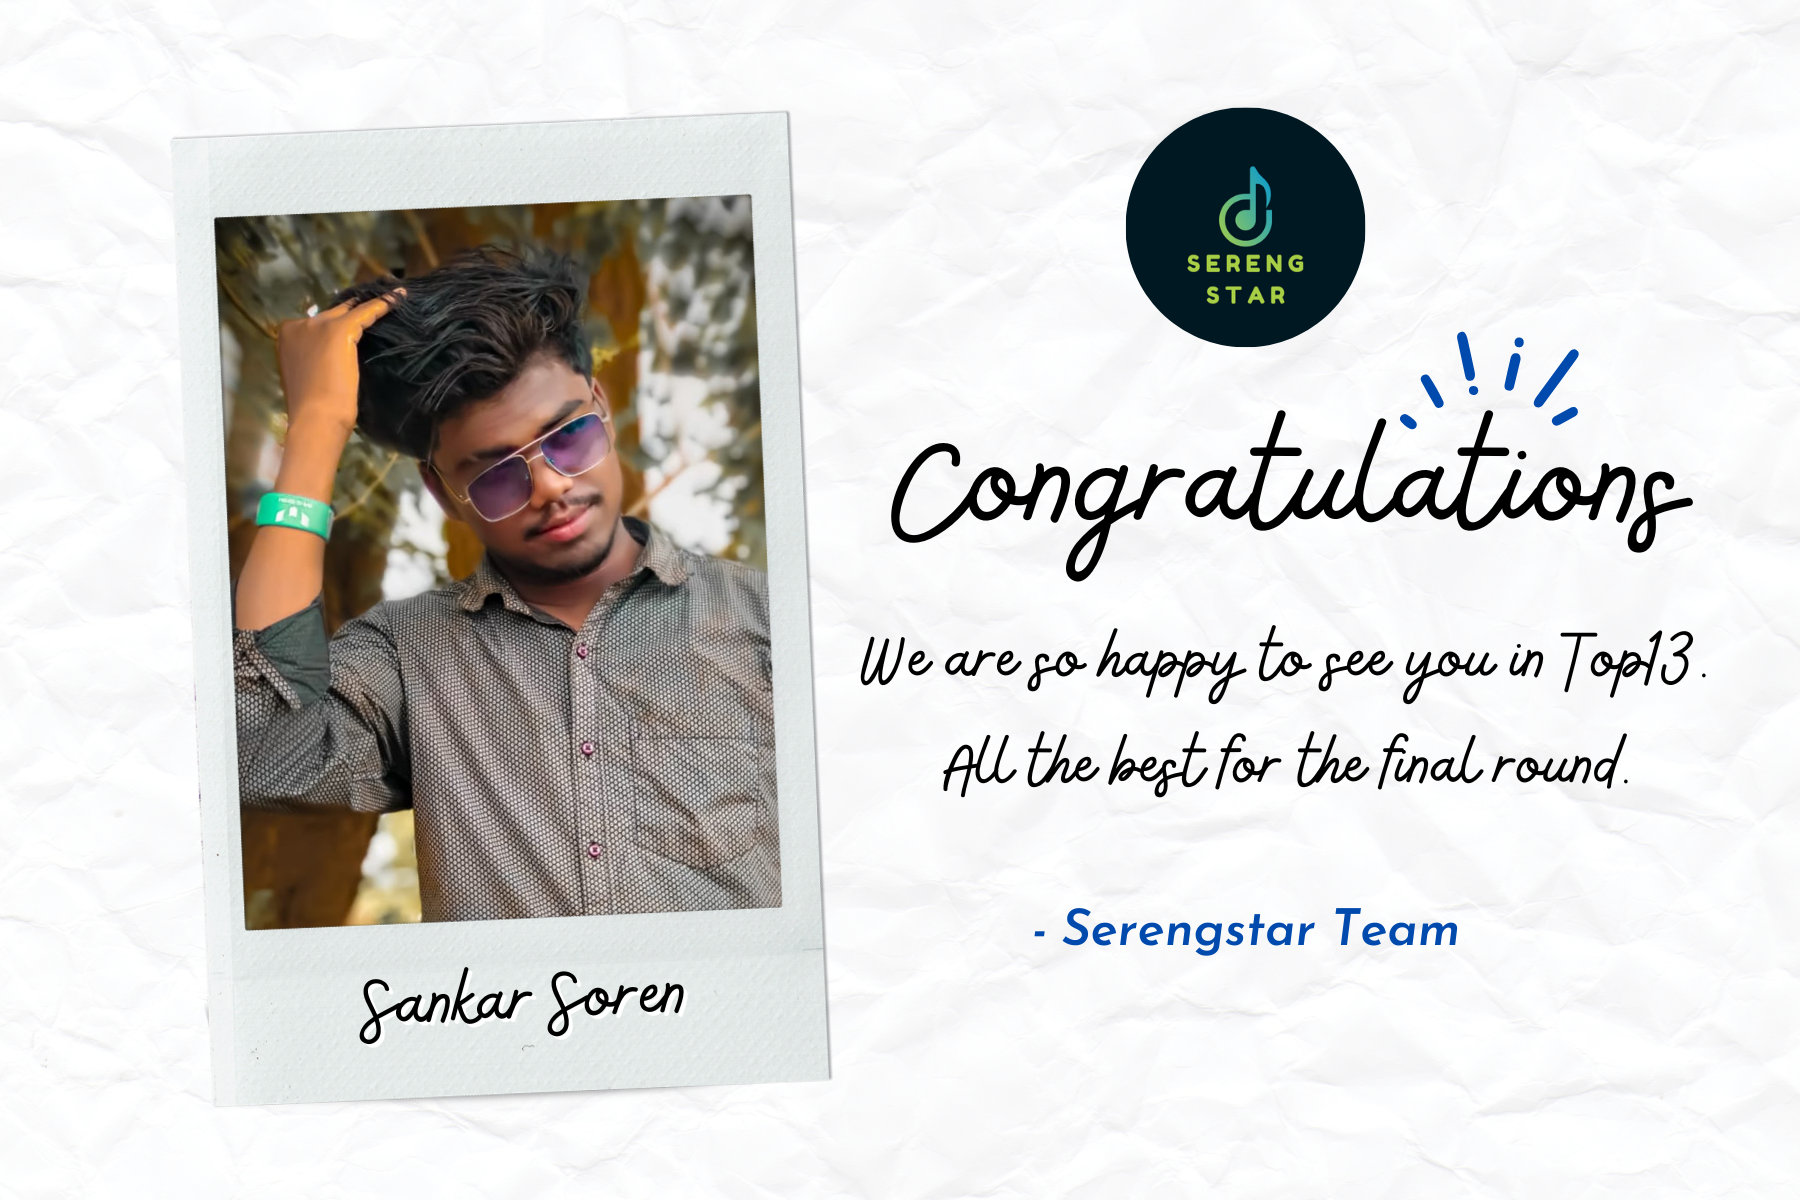 SERENG
STAR
Congratulations
We are so happy to see you in Top13.
All the best for the final round.
- Serengstar Team
Sankar Soren